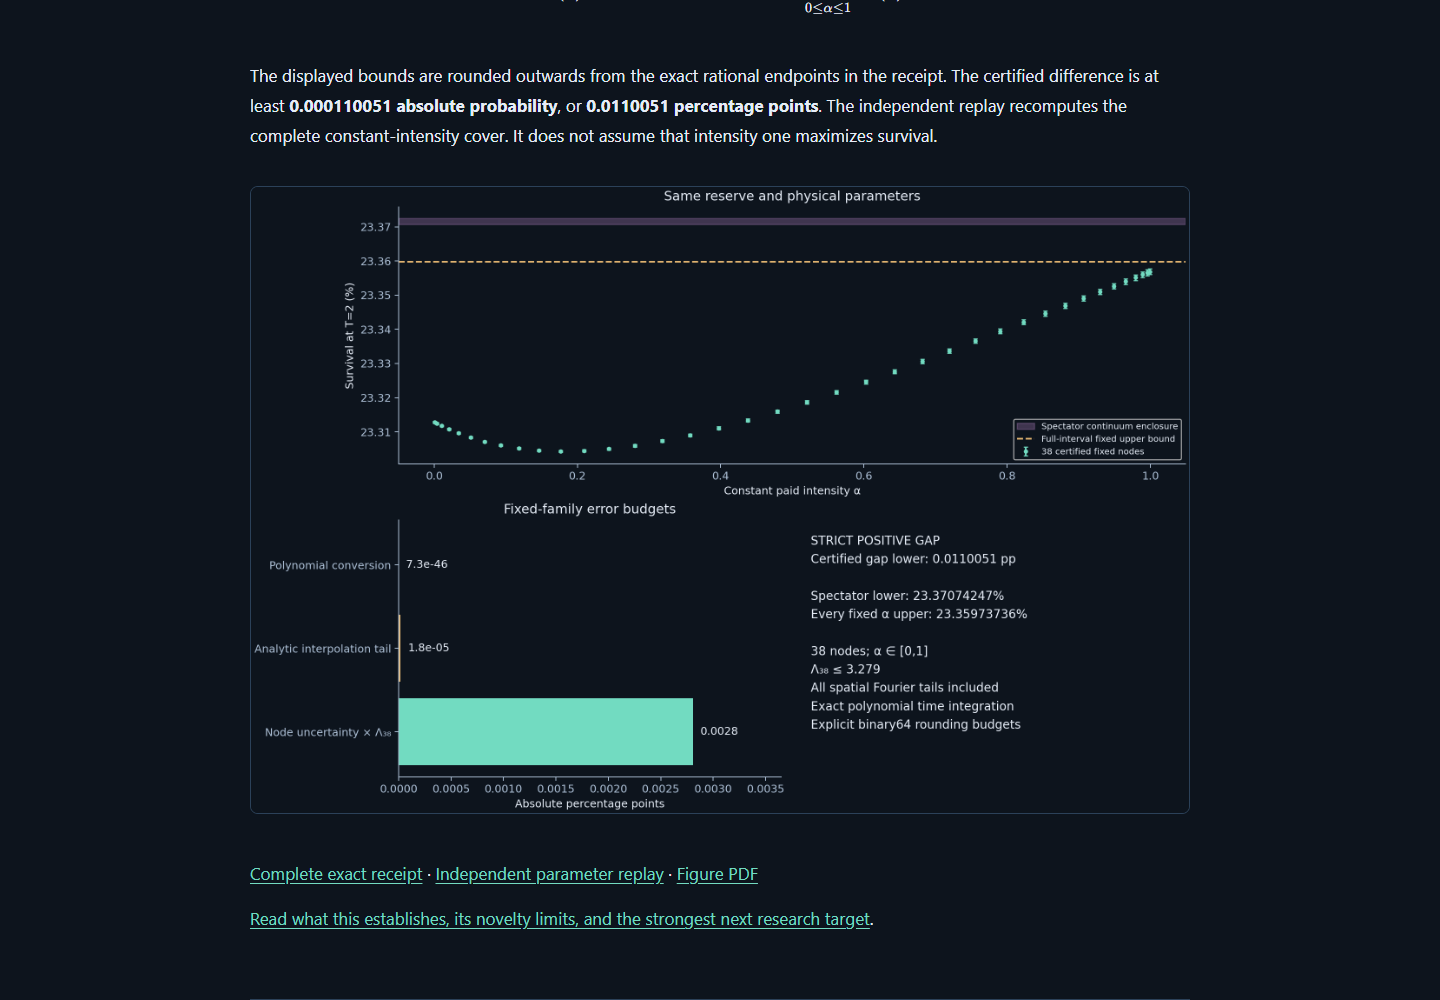 0≤α≤1
The displayed bounds are rounded outwards from the exact rational endpoints in the receipt. The certified difference is at
least 0.000110051 absolute probability, or 0.0110051 percentage points. The independent replay recomputes the
complete constant-intensity cover. It does not assume that intensity one maximizes survival.
Same reserve and physical parameters
Survival at T=2 (%)
23.37
23.36
23.35
23.34
23.33
23.32
23.31
Spectator continuum enclosure
Full-interval fixed upper bound
38 certified fixed nodes
0.0 0.2 0.4 0.6 0.8 1.0
Constant paid intensity α
Fixed-family error budgets
Polynomial conversion 7.3e-46
Analytic interpolation tail 1.8e-05
Node uncertainty × Λ₃₈ 0.0028
0.0000 0.0005 0.0010 0.0015 0.0020 0.0025 0.0030 0.0035
Absolute percentage points
STRICT POSITIVE GAP
Certified gap lower: 0.0110051 pp
Spectator lower: 23.37074247%
Every fixed α upper: 23.35973736%
38 nodes; α ∈ [0,1]
Λ₃₈ ≤ 3.279
All spatial Fourier tails included
Exact polynomial time integration
Explicit binary64 rounding budgets
Complete exact receipt · Independent parameter replay · Figure PDF
Read what this establishes, its novelty limits, and the strongest next research target.